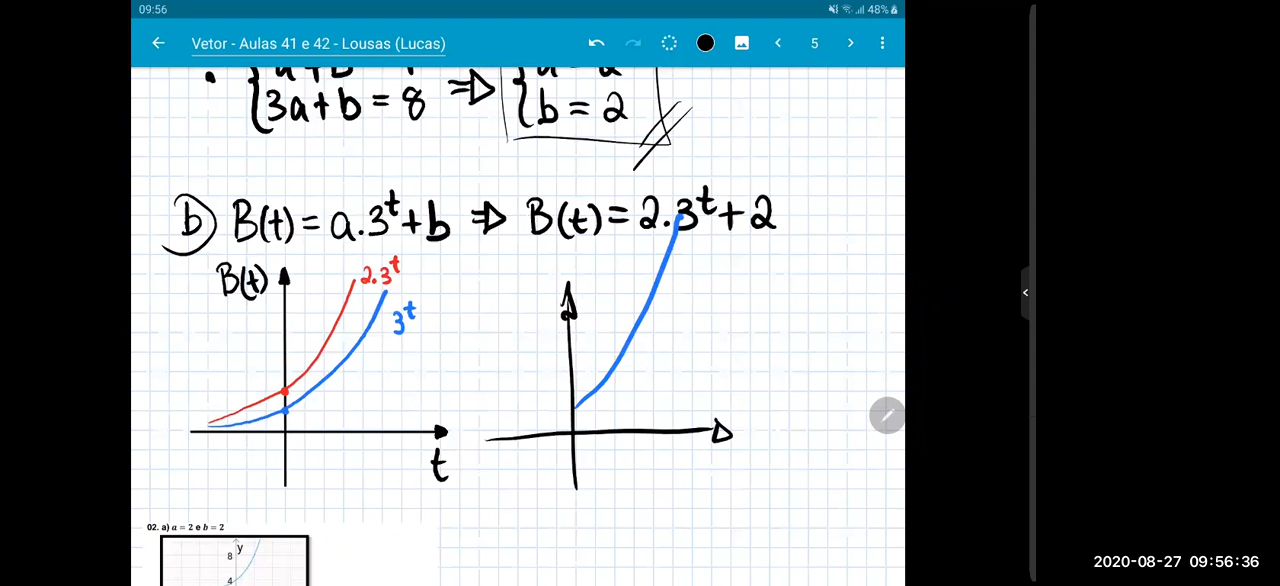 09:56
48%
Vetor - Aulas 41 e 42 - Lousas (Lucas)
5
3a+b = 8 ⇒ b = 2
b) B(t) = a.3^t + b ⇒ B(t) = 2.3^t + 2
B(t)
2.3^t
3^t
t
02. a) a = 2 e b = 2
y
8
4
2020-08-27 09:56:36